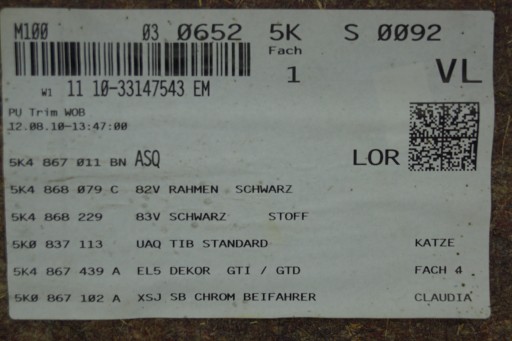 M100 03 0652 5K S 0092
Fach
1 VL
W1 11 10-33147543 EM
PU Trim WOB
12.08.10-13:47:00
5K4 867 011 BN ASQ LOR
5K4 868 079 C 82V RAHMEN SCHWARZ
5K4 868 229 83V SCHWARZ STOFF
5K0 837 113 UAQ TIB STANDARD KATZE
5K4 867 439 A EL5 DEKOR GTI / GTD FACH 4
5K0 867 102 A XSJ SB CHROM BEIFAHRER CLAUDIA